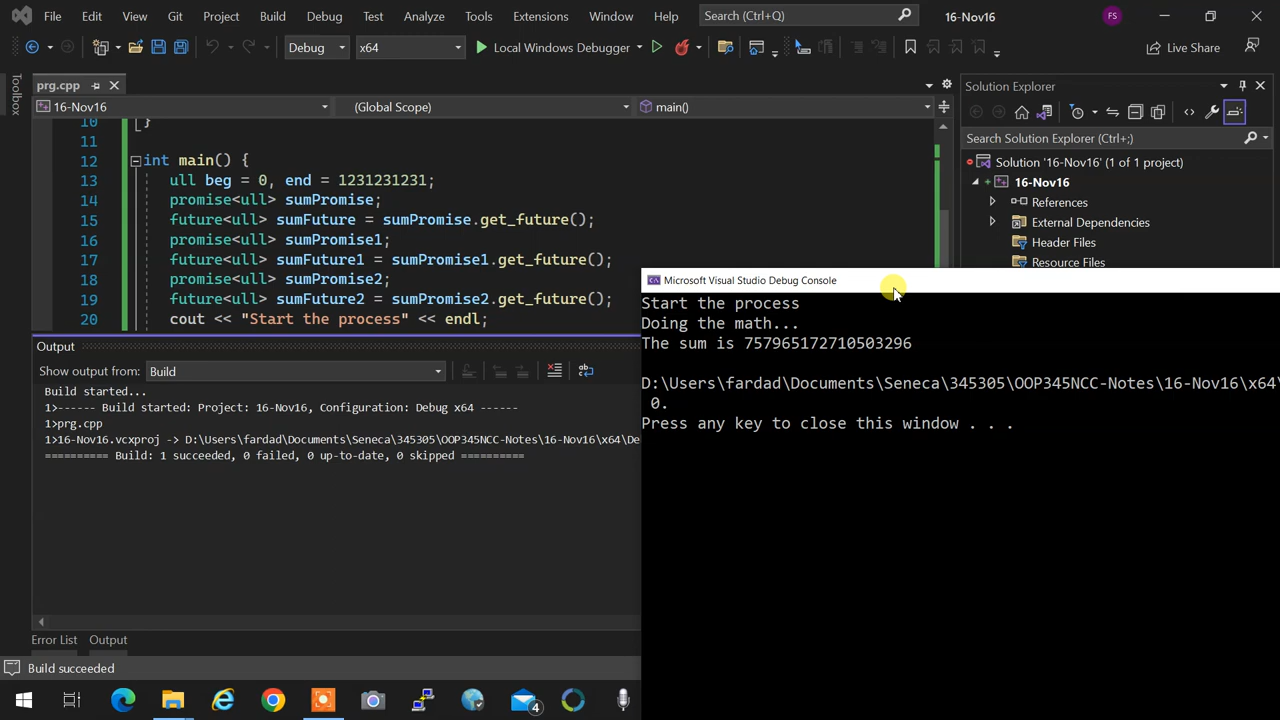 File Edit View Git Project Build Debug Test Analyze Tools Extensions Window Help Search (Ctrl+Q) 16-Nov16 FS
Debug x64 Local Windows Debugger Live Share
Toolbox
prg.cpp
16-Nov16 (Global Scope) main()
10 }
11
12 int main() {
13 ull beg = 0, end = 1231231231;
14 promise<ull> sumPromise;
15 future<ull> sumFuture = sumPromise.get_future();
16 promise<ull> sumPromise1;
17 future<ull> sumFuture1 = sumPromise1.get_future();
18 promise<ull> sumPromise2;
19 future<ull> sumFuture2 = sumPromise2.get_future();
20 cout << "Start the process" << endl;
Solution Explorer
Search Solution Explorer (Ctrl+;)
Solution '16-Nov16' (1 of 1 project)
16-Nov16
References
External Dependencies
Header Files
Resource Files
Output
Show output from: Build
Build started...
1>------ Build started: Project: 16-Nov16, Configuration: Debug x64 ------
1>prg.cpp
1>16-Nov16.vcxproj -> D:\Users\fardad\Documents\Seneca\345305\OOP345NCC-Notes\16-Nov16\x64\De
========== Build: 1 succeeded, 0 failed, 0 up-to-date, 0 skipped ==========
Microsoft Visual Studio Debug Console
Start the process
Doing the math...
The sum is 757965172710503296
D:\Users\fardad\Documents\Seneca\345305\OOP345NCC-Notes\16-Nov16\x64\
0.
Press any key to close this window . . .
Error List Output
Build succeeded
4